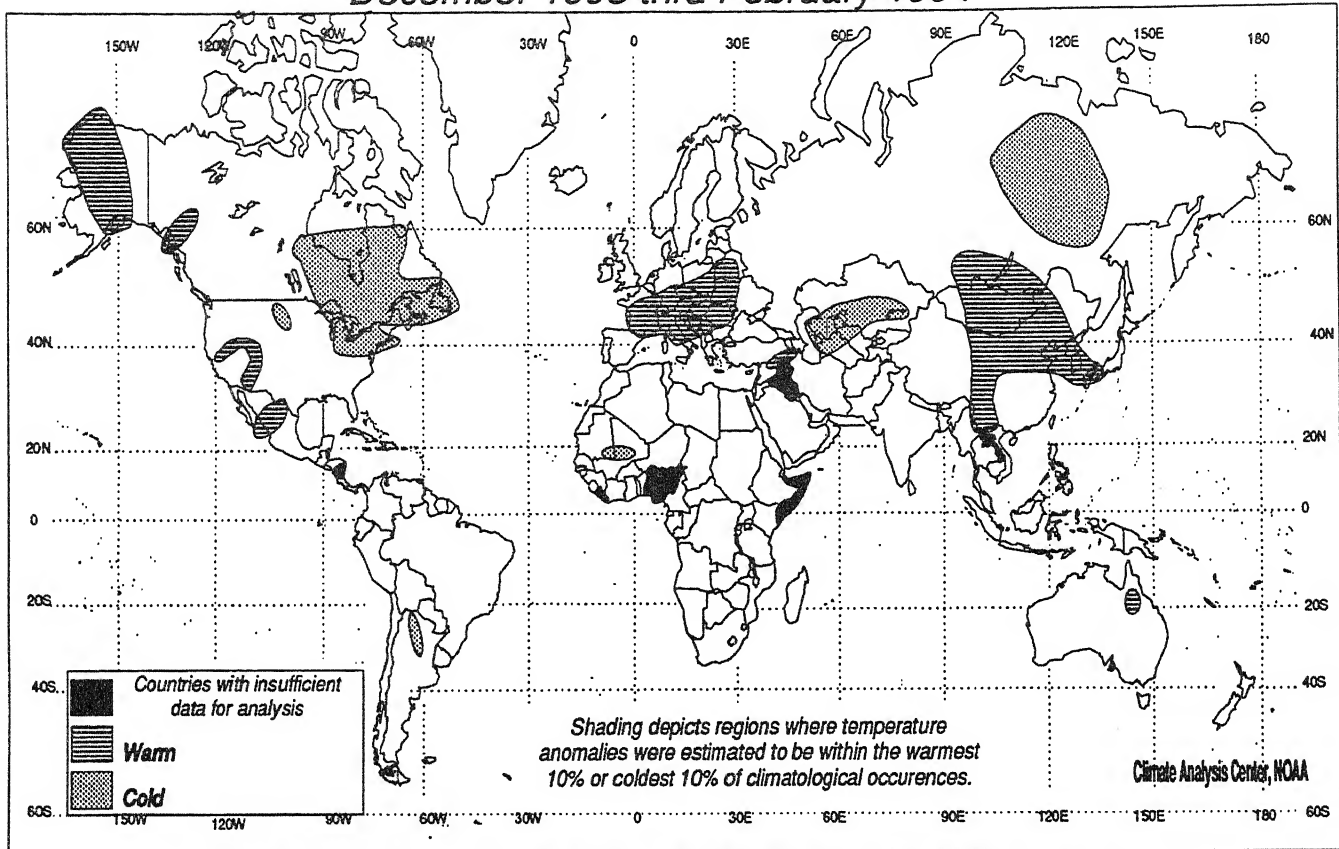 150W 120W 90W 60W 30W 0 30E 60E 90E 120E 150E 180
60N 60N
40N 40N
20N 20N
0 0
20S 20S
40S 40S
Countries with insufficient
data for analysis
Warm
Cold
Shading depicts regions where temperature
anomalies were estimated to be within the warmest
10% or coldest 10% of climatological occurences.
Climate Analysis Center, NOAA
60S 60S
150W 120W 90W 60W 30W 0 30E 60E 90E 120E 150E 180